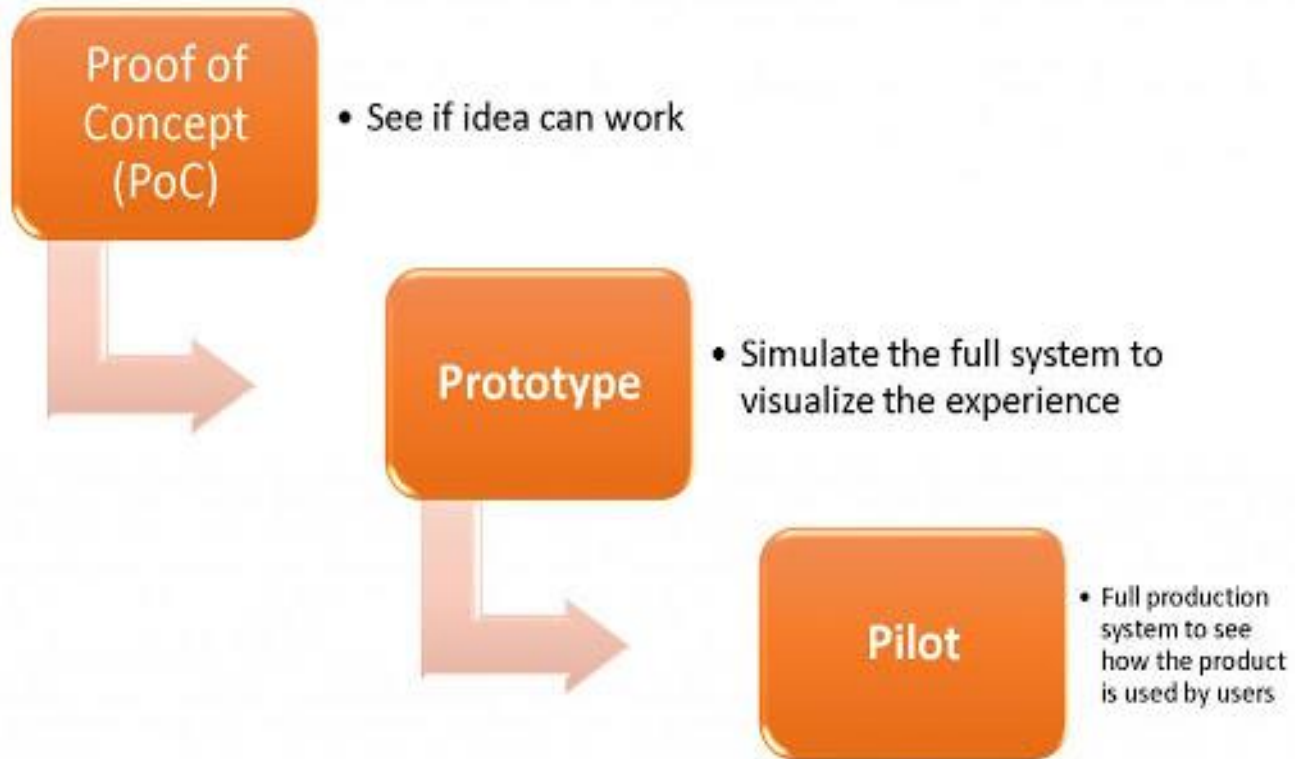 Proof of
Concept
(PoC)
• See if idea can work
Prototype
• Simulate the full system to
visualize the experience
Pilot
• Full production
system to see
how the product
is used by users